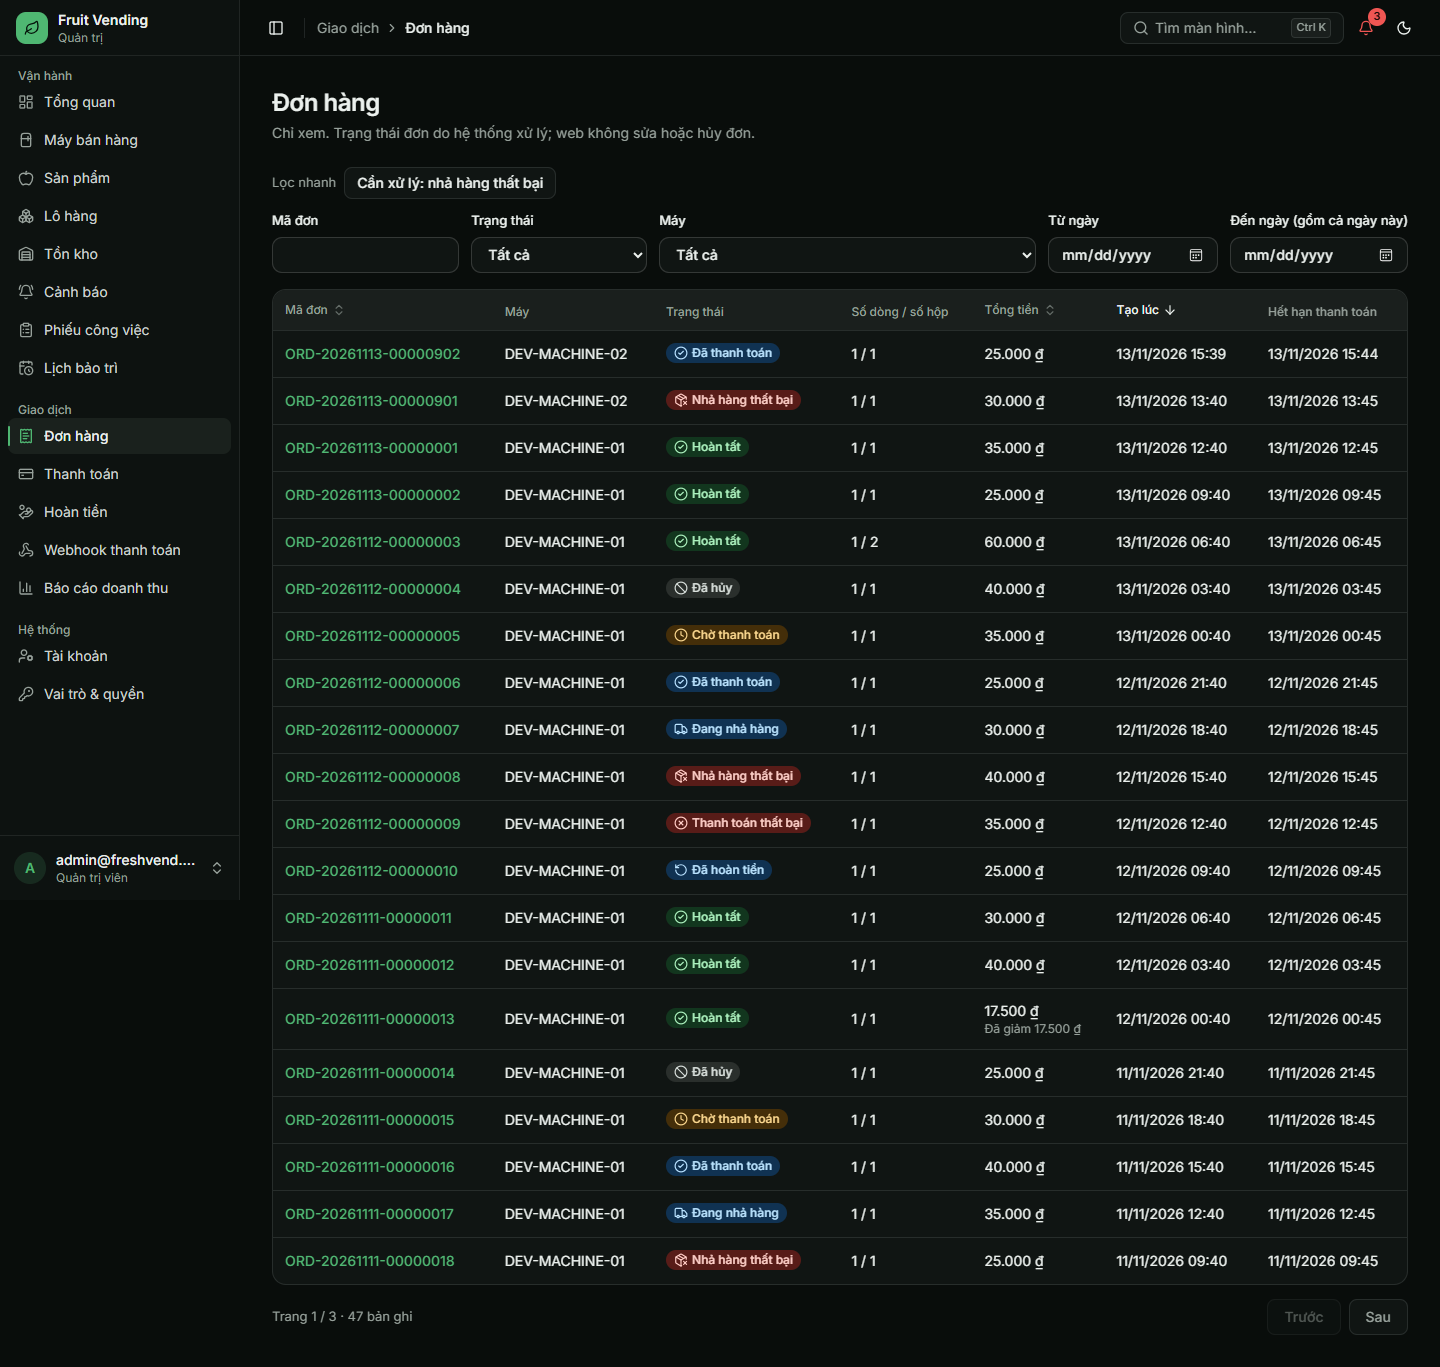 Fruit Vending
Quản trị
Vận hành
Tổng quan
Máy bán hàng
Sản phẩm
Lô hàng
Tồn kho
Cảnh báo
Phiếu công việc
Lịch bảo trì
Giao dịch
Đơn hàng
Thanh toán
Hoàn tiền
Webhook thanh toán
Báo cáo doanh thu
Hệ thống
Tài khoản
Vai trò & quyền
A
admin@freshvend....
Quản trị viên
Giao dịch > Đơn hàng
Tìm màn hình... Ctrl K
3
Đơn hàng
Chỉ xem. Trạng thái đơn do hệ thống xử lý; web không sửa hoặc hủy đơn.
Lọc nhanh Cần xử lý: nhả hàng thất bại
Mã đơn Trạng thái Máy Từ ngày Đến ngày (gồm cả ngày này)
Tất cả Tất cả mm/dd/yyyy mm/dd/yyyy
Mã đơn Máy Trạng thái Số dòng / số hộp Tổng tiền Tạo lúc Hết hạn thanh toán
ORD-20261113-00000902 DEV-MACHINE-02 Đã thanh toán 1 / 1 25.000 ₫ 13/11/2026 15:39 13/11/2026 15:44
ORD-20261113-00000901 DEV-MACHINE-02 Nhả hàng thất bại 1 / 1 30.000 ₫ 13/11/2026 13:40 13/11/2026 13:45
ORD-20261113-00000001 DEV-MACHINE-02 Hoàn tất 1 / 1 35.000 ₫ 13/11/2026 12:40 13/11/2026 12:45
ORD-20261113-00000002 DEV-MACHINE-01 Hoàn tất 1 / 1 25.000 ₫ 13/11/2026 09:40 13/11/2026 09:45
ORD-20261112-00000003 DEV-MACHINE-01 Hoàn tất 1 / 2 60.000 ₫ 13/11/2026 06:40 13/11/2026 06:45
ORD-20261112-00000004 DEV-MACHINE-01 Đã hủy 1 / 1 40.000 ₫ 13/11/2026 03:40 13/11/2026 03:45
ORD-20261112-00000005 DEV-MACHINE-01 Chờ thanh toán 1 / 1 35.000 ₫ 13/11/2026 00:40 13/11/2026 00:45
ORD-20261112-00000006 DEV-MACHINE-01 Đã thanh toán 1 / 1 25.000 ₫ 12/11/2026 21:40 12/11/2026 21:45
ORD-20261112-00000007 DEV-MACHINE-01 Đang nhả hàng 1 / 1 30.000 ₫ 12/11/2026 18:40 12/11/2026 18:45
ORD-20261112-00000008 DEV-MACHINE-01 Nhả hàng thất bại 1 / 1 40.000 ₫ 12/11/2026 15:40 12/11/2026 15:45
ORD-20261112-00000009 DEV-MACHINE-01 Thanh toán thất bại 1 / 1 35.000 ₫ 12/11/2026 12:40 12/11/2026 12:45
ORD-20261112-00000010 DEV-MACHINE-01 Đã hoàn tiền 1 / 1 25.000 ₫ 12/11/2026 09:40 12/11/2026 09:45
ORD-20261111-00000011 DEV-MACHINE-01 Hoàn tất 1 / 1 30.000 ₫ 12/11/2026 06:40 12/11/2026 06:45
ORD-20261111-00000012 DEV-MACHINE-01 Hoàn tất 1 / 1 40.000 ₫ 12/11/2026 03:40 12/11/2026 03:45
ORD-20261111-00000013 DEV-MACHINE-01 Hoàn tất 1 / 1 17.500 ₫ 12/11/2026 00:40 12/11/2026 00:45
Đã giảm 17.500 ₫
ORD-20261111-00000014 DEV-MACHINE-01 Đã hủy 1 / 1 25.000 ₫ 11/11/2026 21:40 11/11/2026 21:45
ORD-20261111-00000015 DEV-MACHINE-01 Chờ thanh toán 1 / 1 30.000 ₫ 11/11/2026 18:40 11/11/2026 18:45
ORD-20261111-00000016 DEV-MACHINE-01 Đã thanh toán 1 / 1 40.000 ₫ 11/11/2026 15:40 11/11/2026 15:45
ORD-20261111-00000017 DEV-MACHINE-01 Đang nhả hàng 1 / 1 35.000 ₫ 11/11/2026 12:40 11/11/2026 12:45
ORD-20261111-00000018 DEV-MACHINE-01 Nhả hàng thất bại 1 / 1 25.000 ₫ 11/11/2026 09:40 11/11/2026 09:45
Trang 1 / 3 · 47 bản ghi Trước Sau